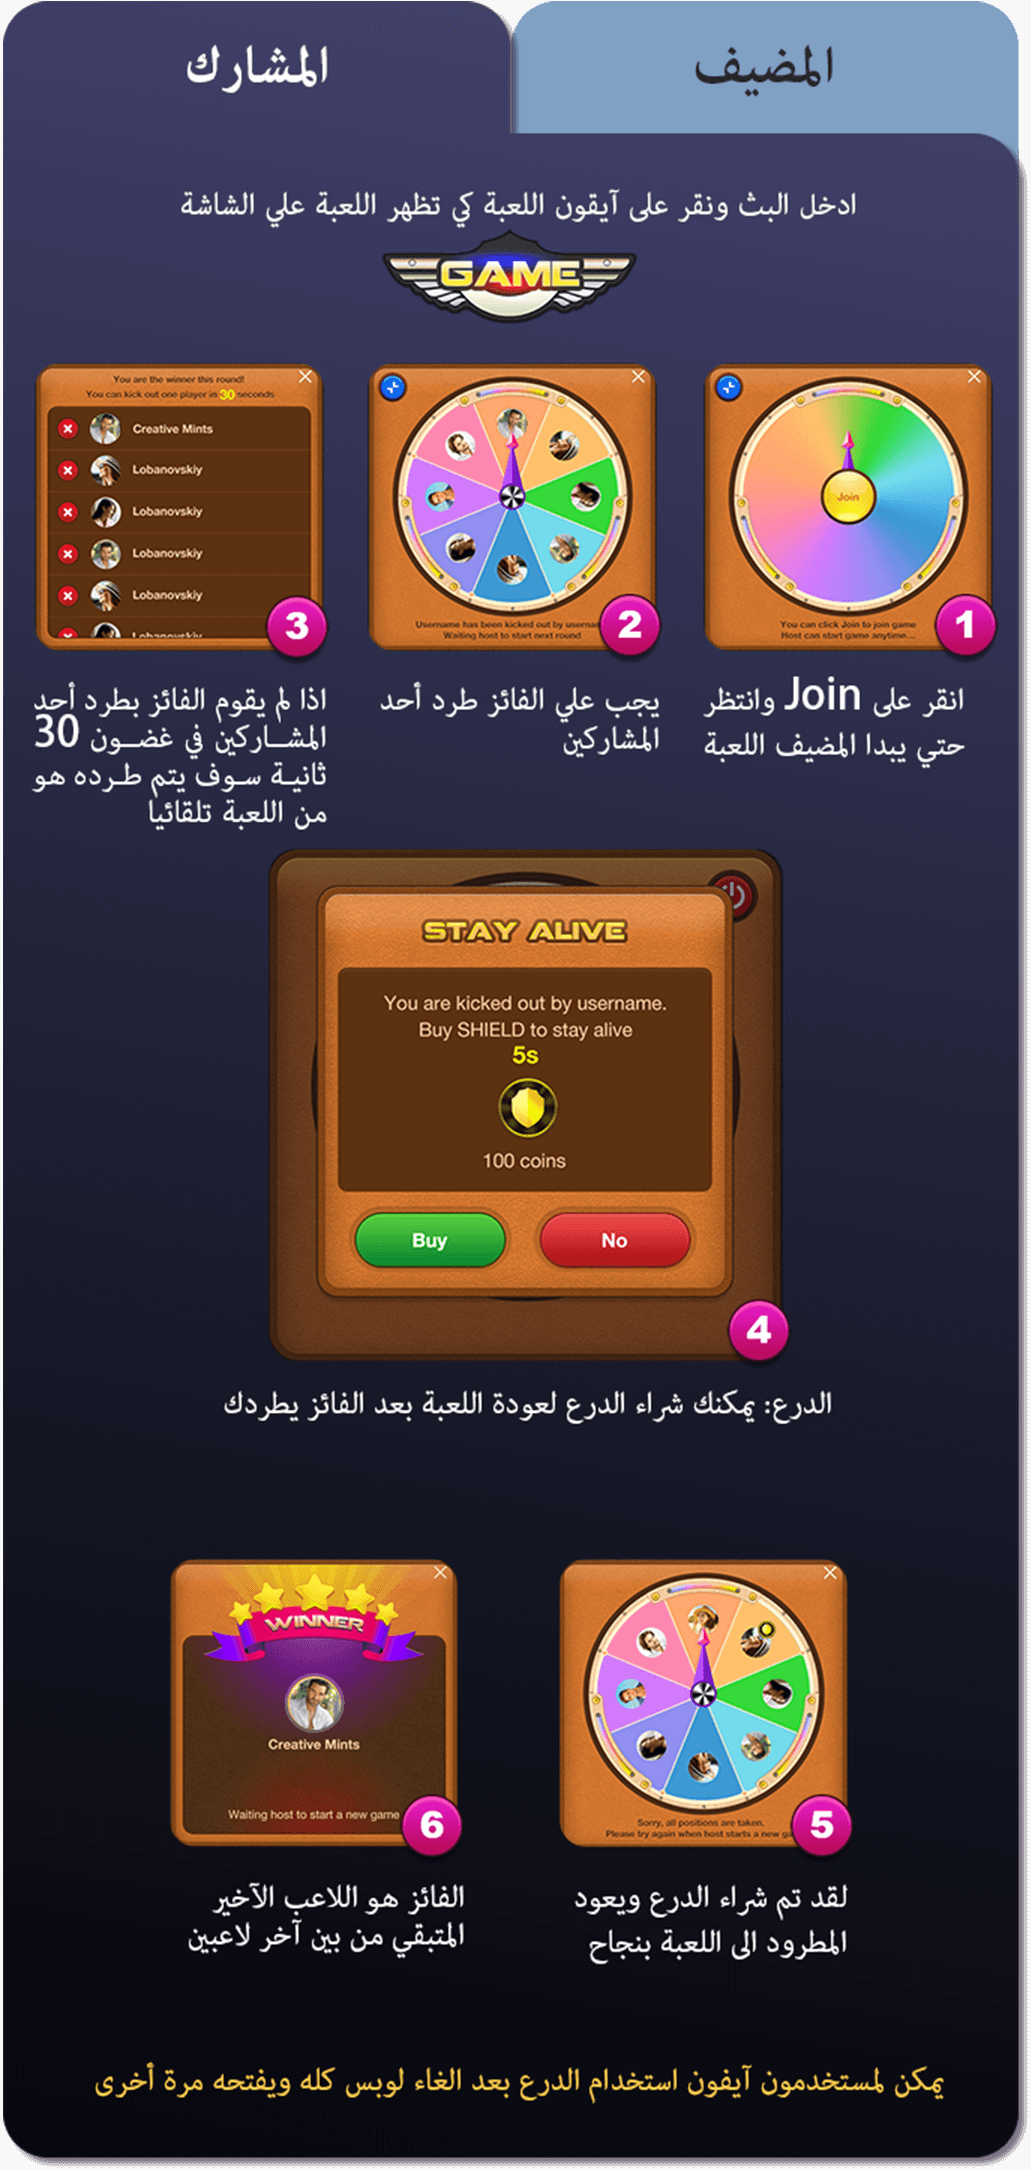 المضيف
المشارك
ادخل البث ونقر على آيقون اللعبة كي تظهر اللعبة علي الشاشة
GAME
Join
You can click Join to join game
Host can start game anytime...
1
انقر على Join وانتظر
حتي يبدا المضيف اللعبة
Username has been kicked out by
Waiting host to start next round
2
يجب علي الفائز طرد أحد
المشاركين
You are the winner this round!
You can kick out one player in 30 seconds
Creative Mints
Lobanovskiy
Lobanovskiy
Lobanovskiy
Lobanovskiy
3
اذا لم يقوم الفائز بطرد أحد
المشــاركين في غضــون 30
ثانيـة سـوف يتم طـرده هو
من اللعبة تلقائيا
STAY ALIVE
You are kicked out by username.
Buy SHIELD to stay alive
5s
100 coins
Buy
No
4
الدرع: يمكنك شراء الدرع لعودة اللعبة بعد الفائز يطردك
Sorry, all positions are taken.
Please try again when host starts a new
5
لقد تم شراء الدرع ويعود
المطرود الى اللعبة بنجاح
WINNER
Creative Mints
Waiting host to start a new game
6
الفائز هو اللاعب الآخير
المتبقي من بين آخر لاعبين
يمكن لمستخدمون آيفون استخدام الدرع بعد الغاء لوبس كله ويفتحه مرة أخرى